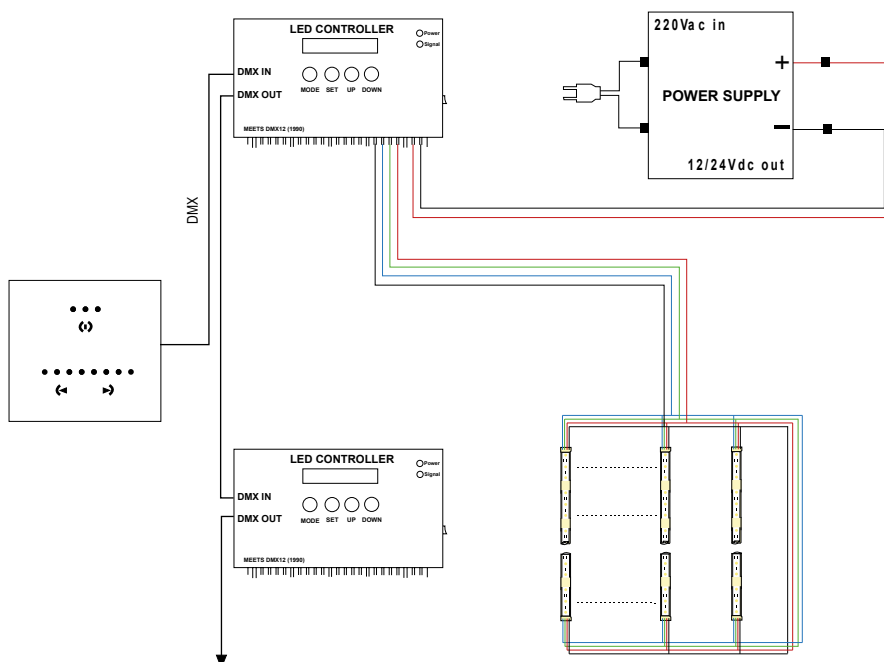 LED CONTROLLER
Power
Signal
DMX IN
DMX OUT
MODE SET UP DOWN
MEETS DMX12 (1990)
220Vac in
+
POWER SUPPLY
−
12/24Vdc out
DMX
LED CONTROLLER
Power
Signal
DMX IN
DMX OUT
MODE SET UP DOWN
MEETS DMX12 (1990)